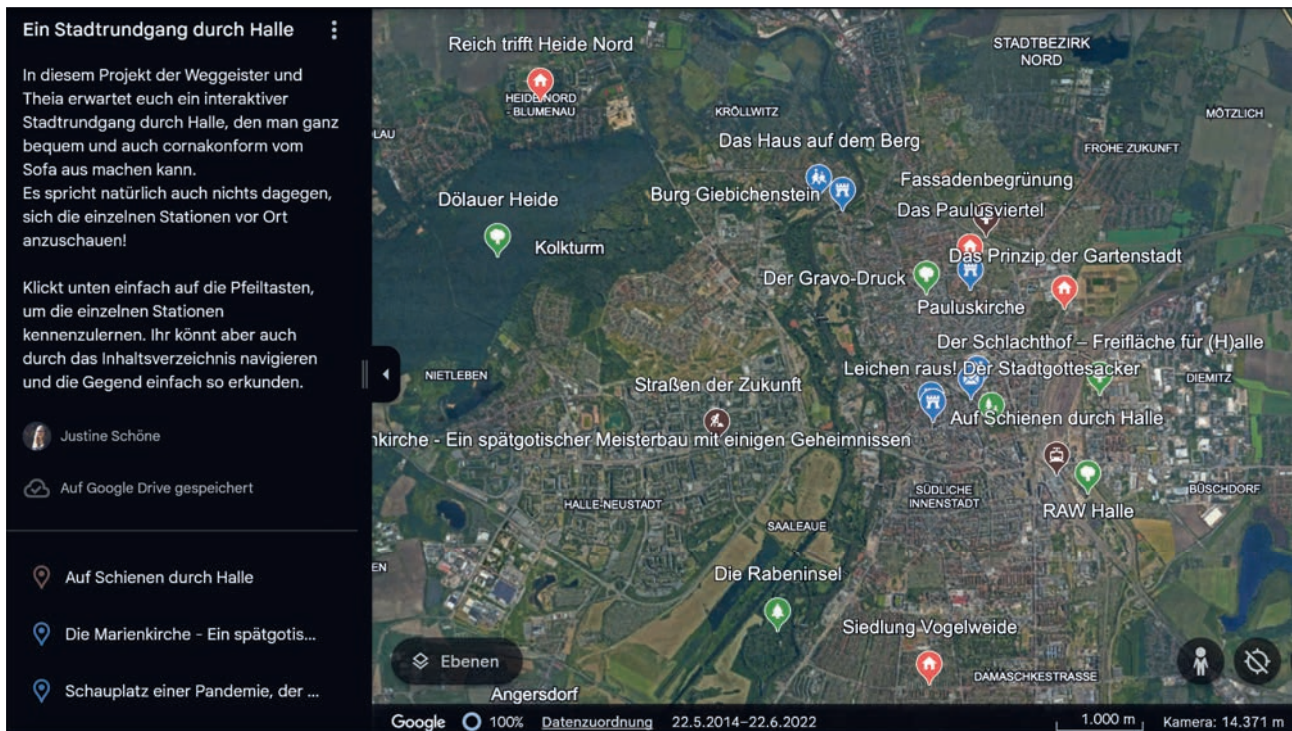 Ein Stadtrundgang durch Halle
In diesem Projekt der Weggeister und
Theia erwartet euch ein interaktiver
Stadtrundgang durch Halle, den man ganz
bequem und auch cornakonform vom
Sofa aus machen kann.
Es spricht natürlich auch nichts dagegen,
sich die einzelnen Stationen vor Ort
anzuschauen!
Klickt unten einfach auf die Pfeiltasten,
um die einzelnen Stationen
kennenzulernen. Ihr könnt aber auch
durch das Inhaltsverzeichnis navigieren
und die Gegend einfach so erkunden.
Justine Schöne
Auf Google Drive gespeichert
Auf Schienen durch Halle
Die Marienkirche - Ein spätgotis...
Schauplatz einer Pandemie, der ...
Reich trifft Heide Nord
STADTBEZIRK
NORD
HEIDE NORD
- BLUMENAU
KRÖLLWITZ
MÖTZLICH
LAU
Das Haus auf dem Berg
FROHE ZUKUNFT
Burg Giebichenstein
Fassadenbegrünung
Dölauer Heide
Das Paulusviertel
Kolkturm
Das Prinzip der Gartenstadt
Der Gravo-Druck
Pauluskirche
Der Schlachthof – Freifläche für (H)alle
NIETLEBEN
Leichen raus! Der Stadtgottesacker
DIEMITZ
Straßen der Zukunft
Auf Schienen durch Halle
nkirche - Ein spätgotischer Meisterbau mit einigen Geheimnissen
HALLE-NEUSTADT
SÜDLICHE
INNENSTADT
BÜSCHDORF
RAW Halle
SAALEAUE
EN
Die Rabeninsel
Siedlung Vogelweide
Ebenen
DAMASCHKESTRASSE
Angersdorf
Google 100% Datenzuordnung 22.5.2014–22.6.2022 1.000 m Kamera: 14.371 m